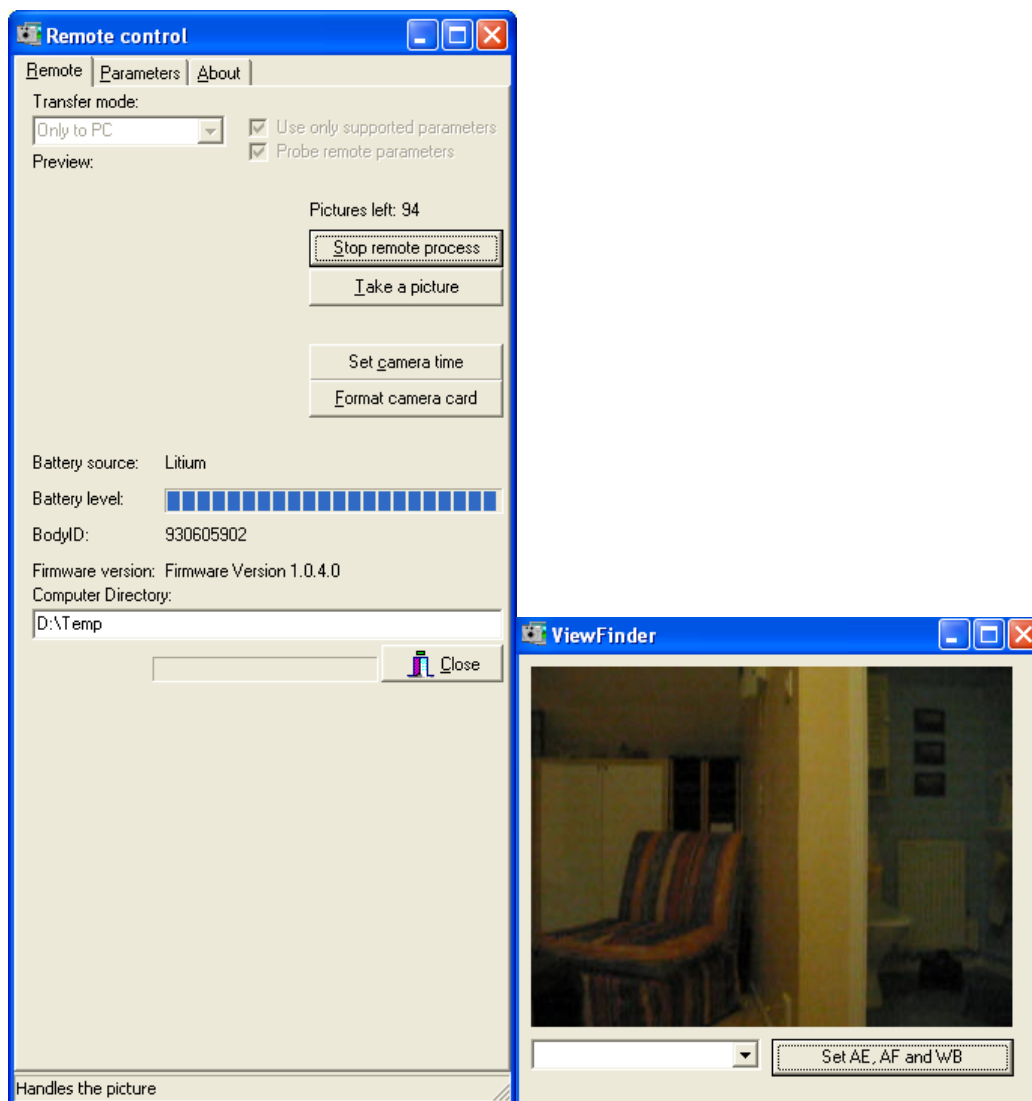 Remote control
Remote Parameters About
Transfer mode:
Only to PC
Use only supported parameters
Probe remote parameters
Preview:
Pictures left: 94
Stop remote process
Take a picture
Set camera time
Format camera card
Battery source: Litium
Battery level:
BodyID: 930605902
Firmware version: Firmware Version 1.0.4.0
Computer Directory:
D:\Temp
Close
Handles the picture
ViewFinder
Set AE, AF and WB